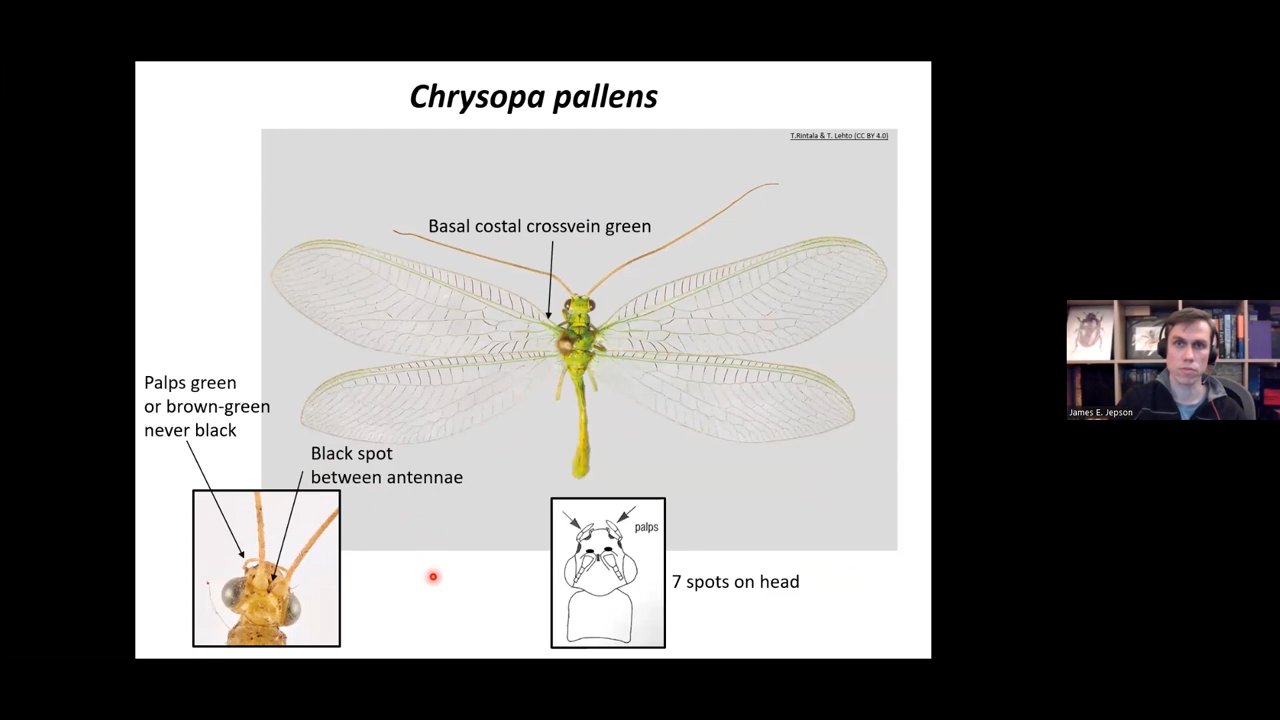 Chrysopa pallens
T.Rintala & T. Lehto (CC BY 4.0)
Basal costal crossvein green
Palps green
or brown-green
never black
Black spot
between antennae
palps
7 spots on head
James E. Jepson